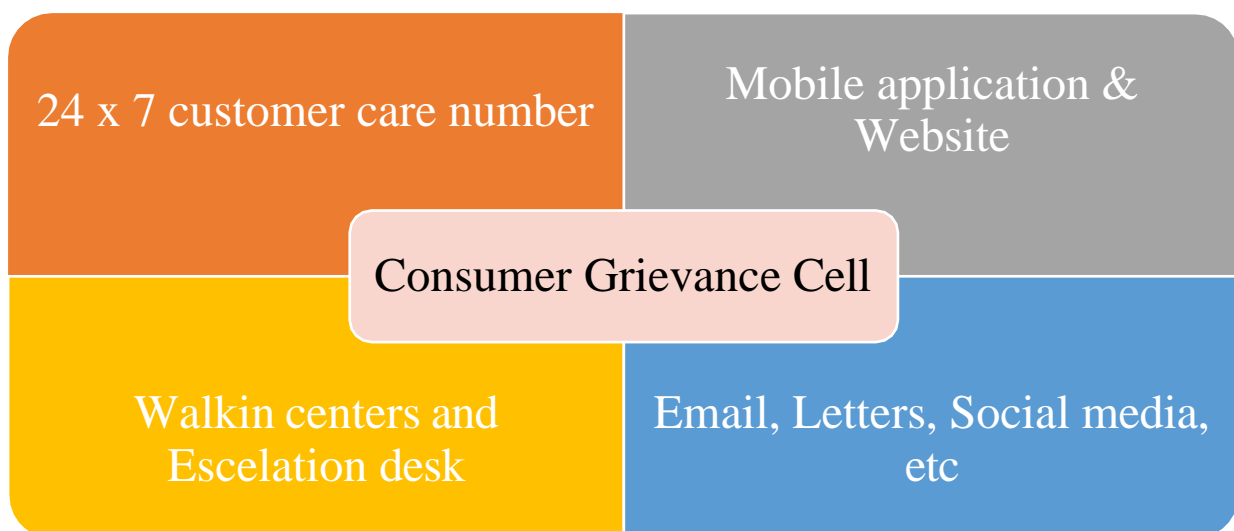 24 x 7 customer care number
Mobile application &
Website
Consumer Grievance Cell
Walkin centers and
Escelation desk
Email, Letters, Social media,
etc